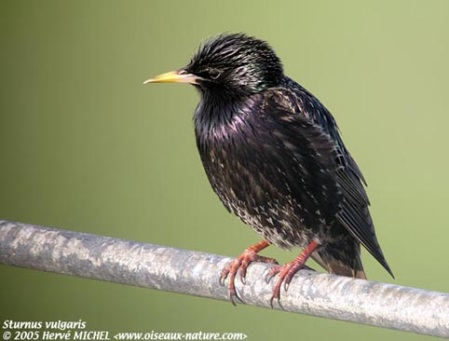 Sturnus vulgaris
© 2005 Hervé MICHEL <www.oiseaux-nature.com>